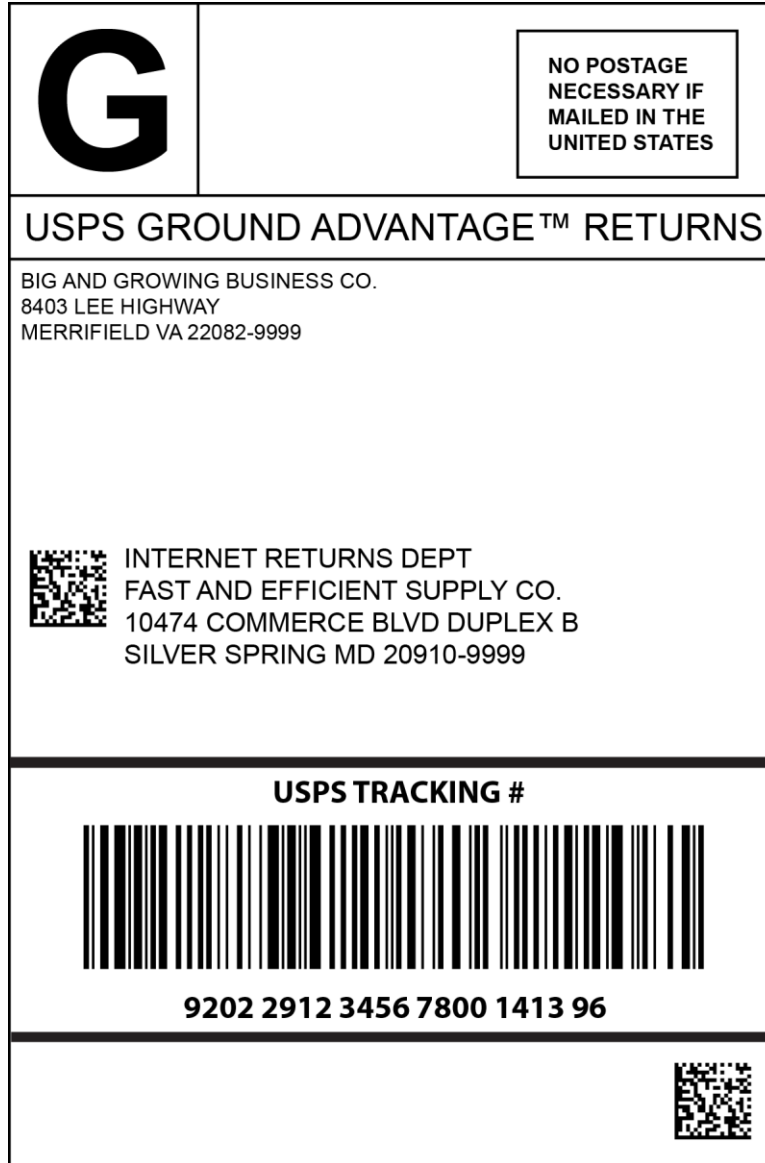 G
NO POSTAGE
NECESSARY IF
MAILED IN THE
UNITED STATES
USPS GROUND ADVANTAGE™ RETURNS
BIG AND GROWING BUSINESS CO.
8403 LEE HIGHWAY
MERRIFIELD VA 22082-9999
INTERNET RETURNS DEPT
FAST AND EFFICIENT SUPPLY CO.
10474 COMMERCE BLVD DUPLEX B
SILVER SPRING MD 20910-9999
USPS TRACKING #
9202 2912 3456 7800 1413 96